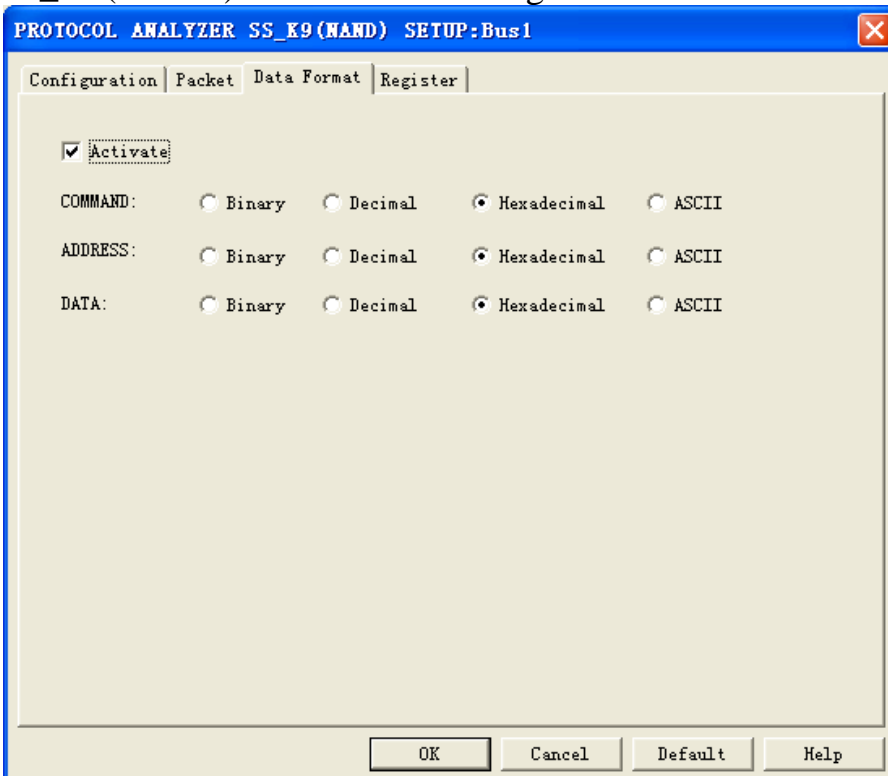 PROTOCOL ANALYZER SS_K9(NAND) SETUP:Bus1
Configuration Packet Data Format Register
Activate
COMMAND: Binary Decimal Hexadecimal ASCII
ADDRESS: Binary Decimal Hexadecimal ASCII
DATA: Binary Decimal Hexadecimal ASCII
OK Cancel Default Help